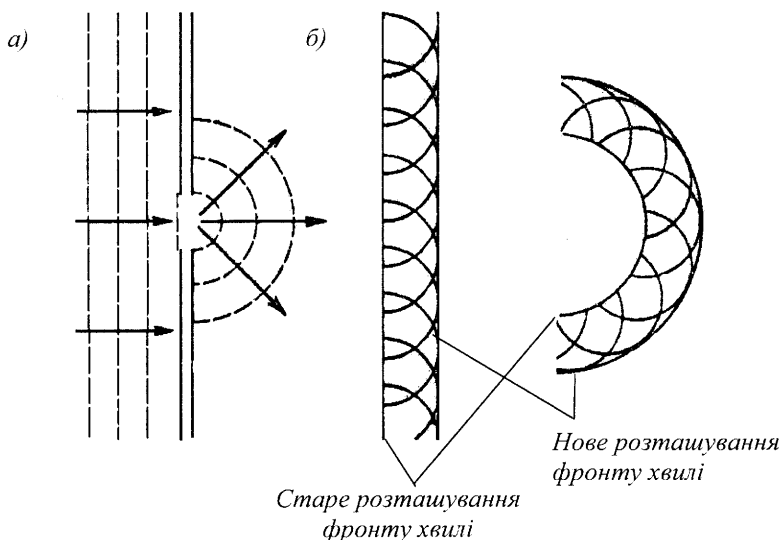 а)
б)
Нове розташування
фронту хвилі
Старе розташування
фронту хвилі